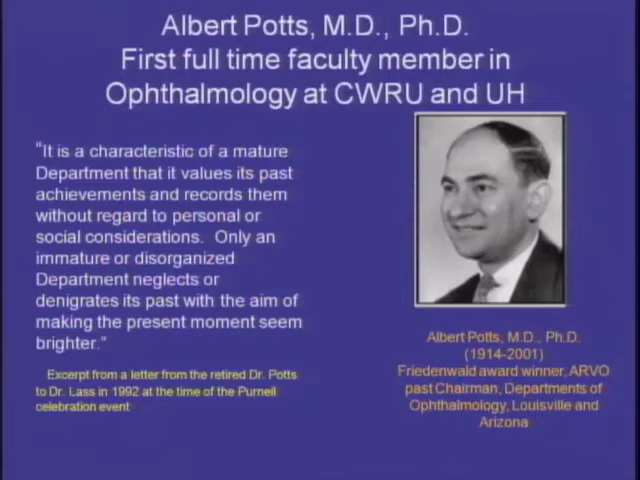 Albert Potts, M.D., Ph.D.
First full time faculty member in
Ophthalmology at CWRU and UH
“It is a characteristic of a mature
Department that it values its past
achievements and records them
without regard to personal or
social considerations.  Only an
immature or disorganized
Department neglects or
denigrates its past with the aim of
making the present moment seem
brighter.”
Excerpt from a letter from the retired Dr. Potts
to Dr. Lass in 1992 at the time of the Purnell
celebration event
Albert Potts, M.D., Ph.D.
(1914-2001)
Friedenwald award winner, ARVO
past Chairman, Departments of
Ophthalmology, Louisville and
Arizona